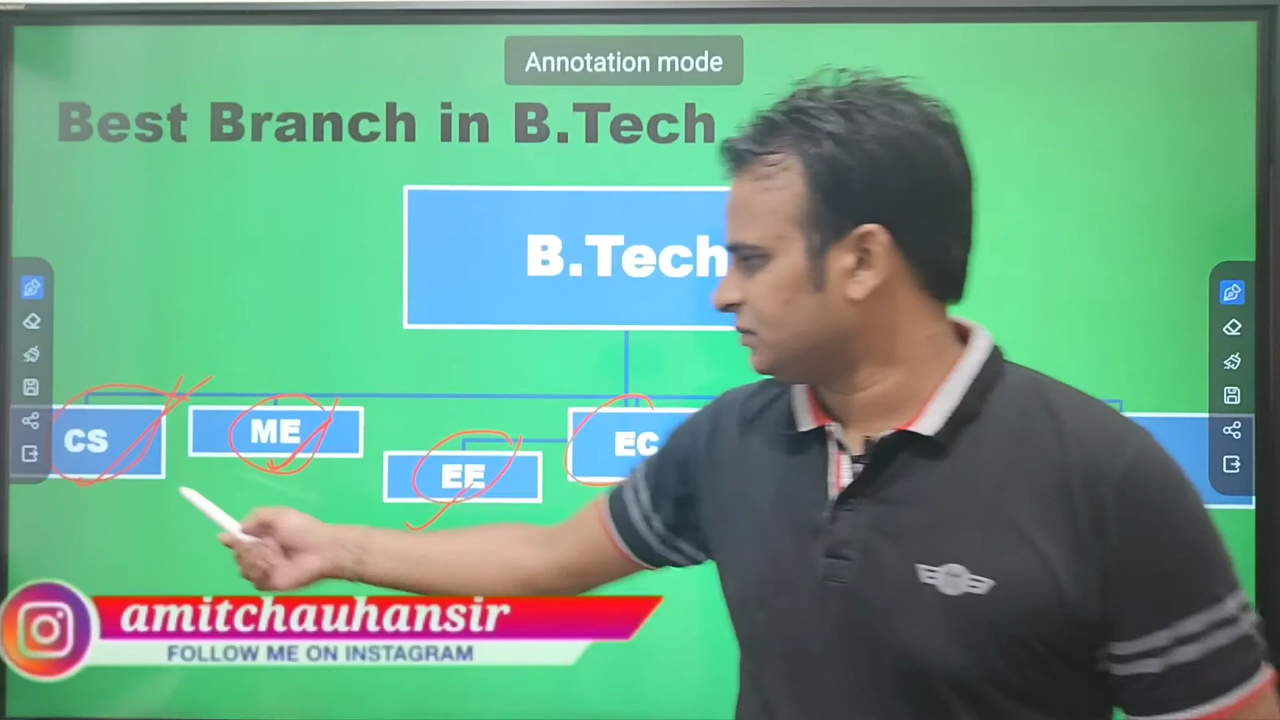 Annotation mode
Best Branch in B.Tech
B.Tech
CS
ME
EE
EC
amitchauhansir
FOLLOW ME ON INSTAGRAM